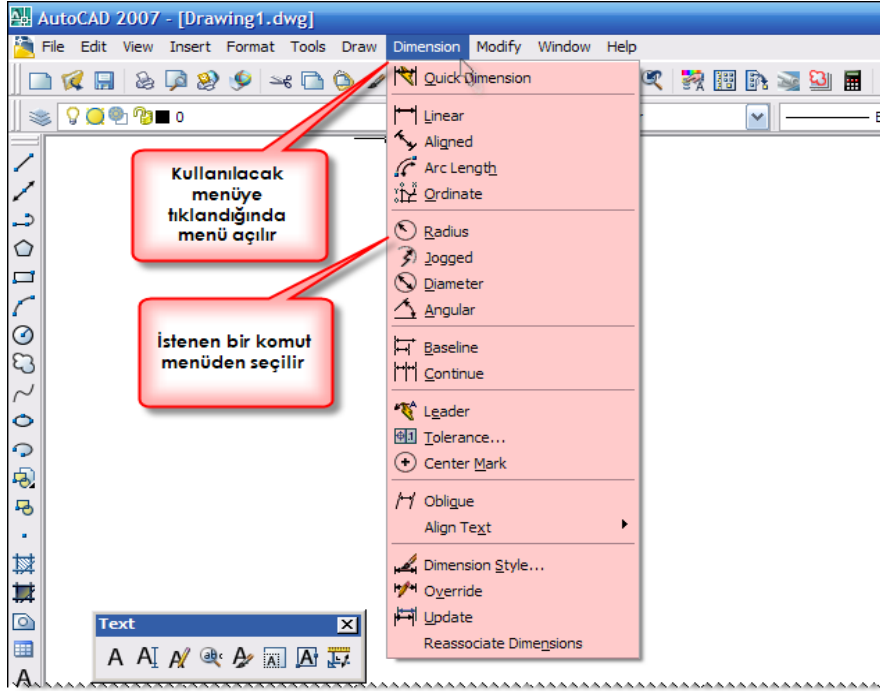 AutoCAD 2007 - [Drawing1.dwg]
File Edit View Insert Format Tools Draw Dimension Modify Window Help
0
Quick Dimension
Linear
Aligned
Arc Length
Ordinate
Radius
Jogged
Diameter
Angular
Baseline
Continue
Leader
Tolerance...
Center Mark
Oblique
Align Text
Dimension Style...
Override
Update
Reassociate Dimensions
Kullanılacak
menüye
tıklandığında
menü açılır
İstenen bir komut
menüden seçilir
Text